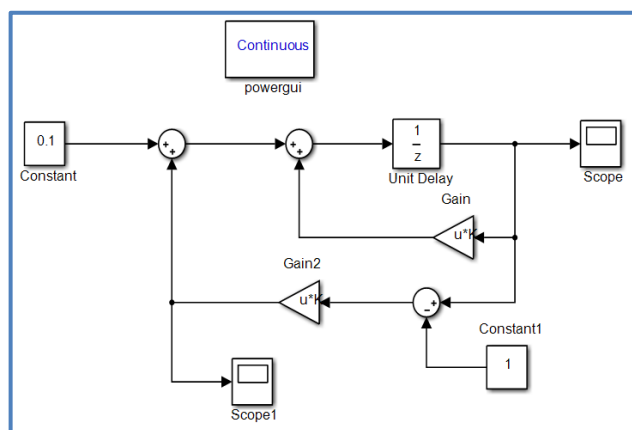 Continuous
powergui
0.1
Constant
+
+
+
+
1
z
Unit Delay
Scope
Gain
u*K
Gain2
u*K
+
−
Constant1
1
Scope1